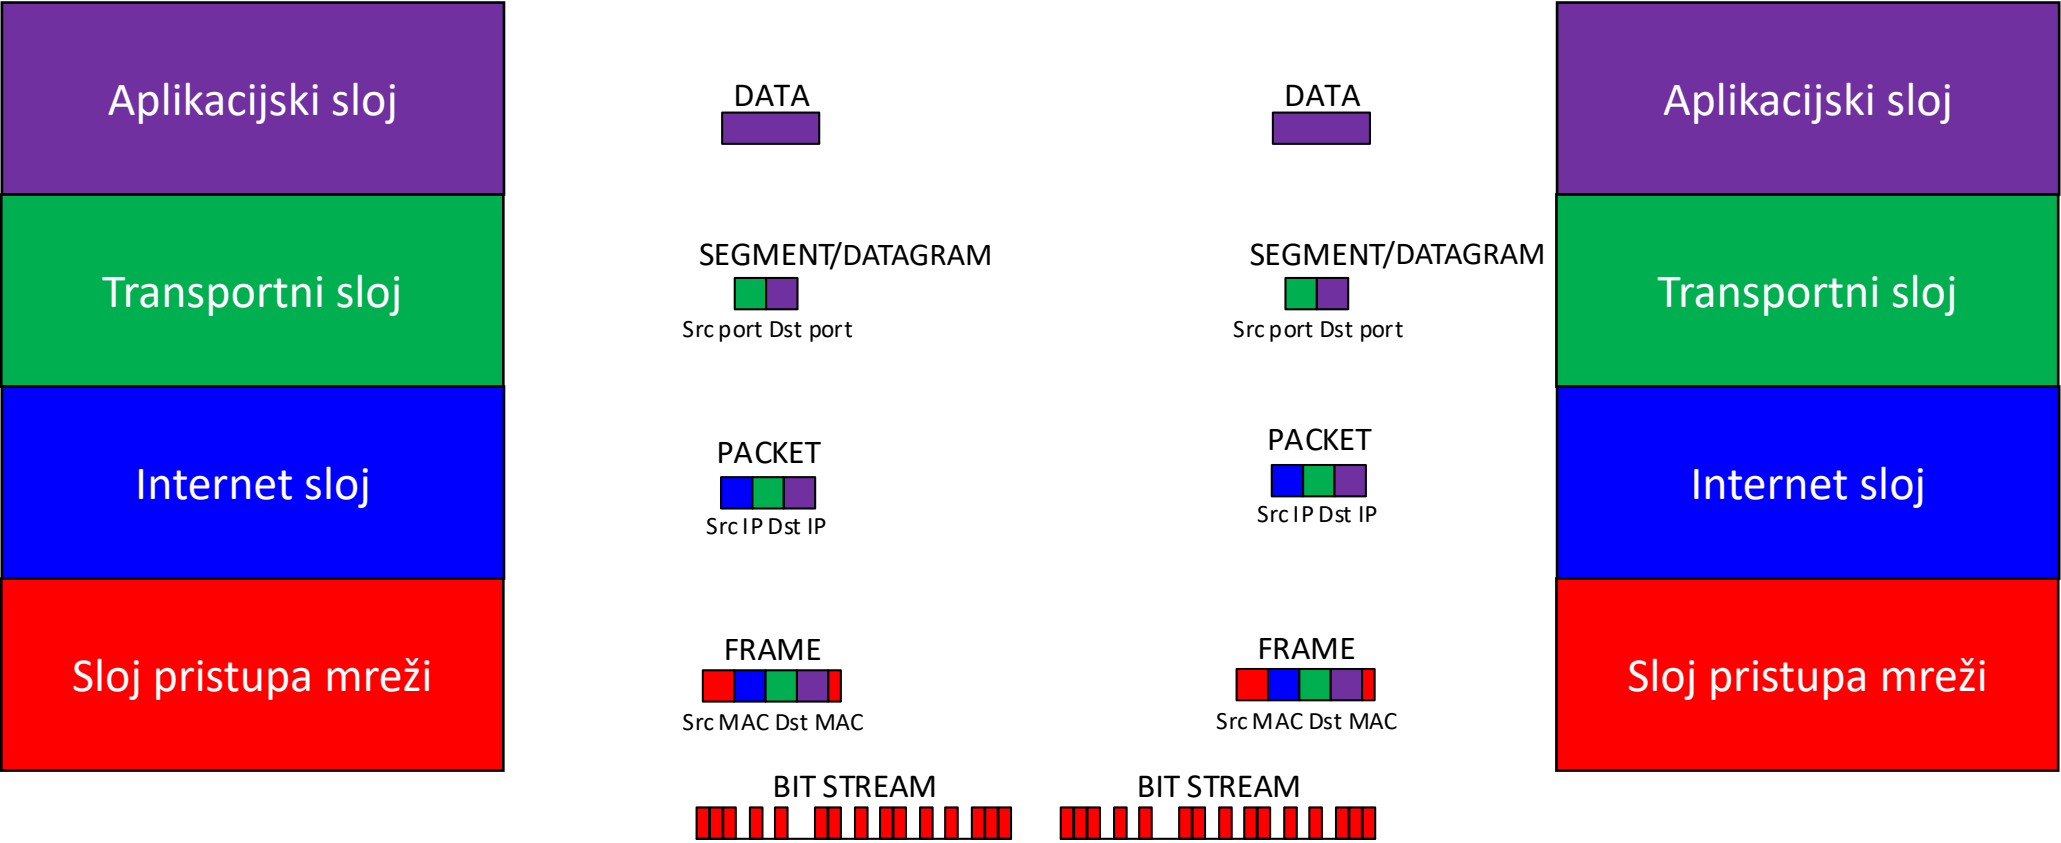 Aplikacijski sloj
DATA
DATA
Aplikacijski sloj
Transportni sloj
SEGMENT/DATAGRAM
Src port Dst port
SEGMENT/DATAGRAM
Src port Dst port
Transportni sloj
Internet sloj
PACKET
Src IP Dst IP
PACKET
Src IP Dst IP
Internet sloj
Sloj pristupa mreži
FRAME
Src MAC Dst MAC
FRAME
Src MAC Dst MAC
Sloj pristupa mreži
BIT STREAM
BIT STREAM